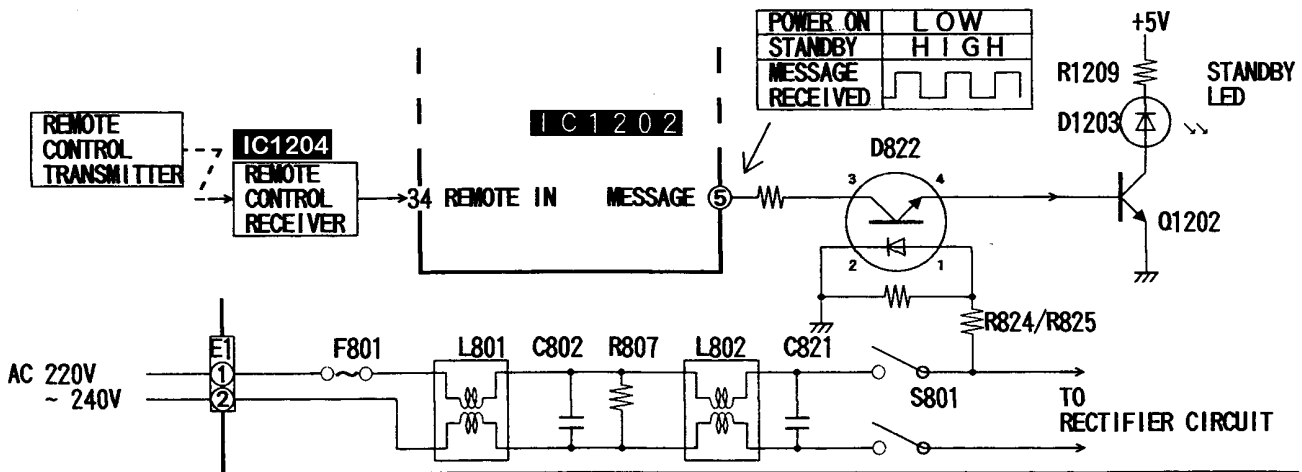 POWER ON LOW
STANDBY HIGH
MESSAGE
RECEIVED
+5V
R1209
STANDBY
LED
D1203
REMOTE
CONTROL
TRANSMITTER
IC1204
REMOTE
CONTROL
RECEIVER
IC1202
34 REMOTE IN MESSAGE 5
D822
3 4
2 1
Q1202
R824/R825
E1
F801
L801
C802
R807
L802
C821
AC 220V
~ 240V
1
2
S801
TO
RECTIFIER CIRCUIT